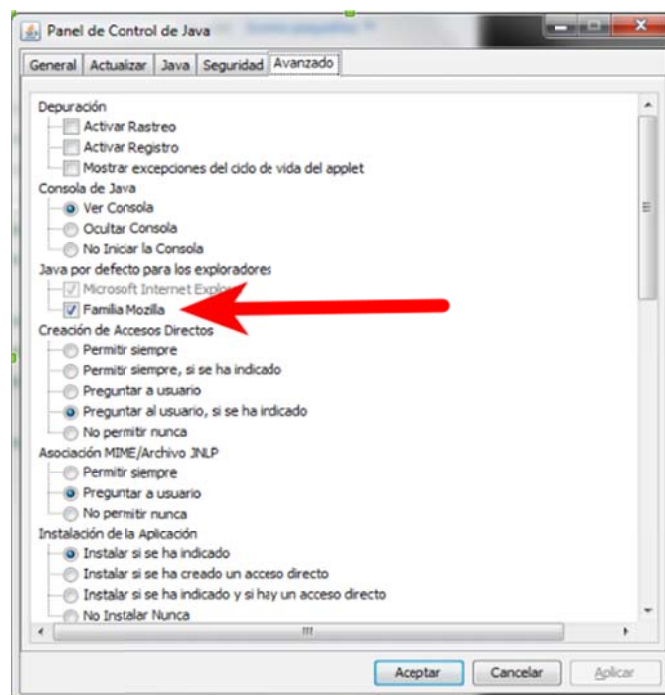 Panel de Control de Java
General Actualizar Java Seguridad Avanzado
Depuración
Activar Rastreo
Activar Registro
Mostrar excepciones del ciclo de vida del applet
Consola de Java
Ver Consola
Ocultar Consola
No Iniciar la Consola
Java por defecto para los exploradores
Microsoft Internet
Familia Mozilla
Creación de Accesos Directos
Permitir siempre
Permitir siempre, si se ha indicado
Preguntar a usuario
Preguntar al usuario, si se ha indicado
No permitir nunca
Asociación MIME/Archivo JNLP
Permitir siempre
Preguntar a usuario
No permitir nunca
Instalación de la Aplicación
Instalar si se ha indicado
Instalar si se ha creado un acceso directo
Instalar si se ha indicado y si hay un acceso directo
No Instalar Nunca
Aceptar Cancelar Aplicar